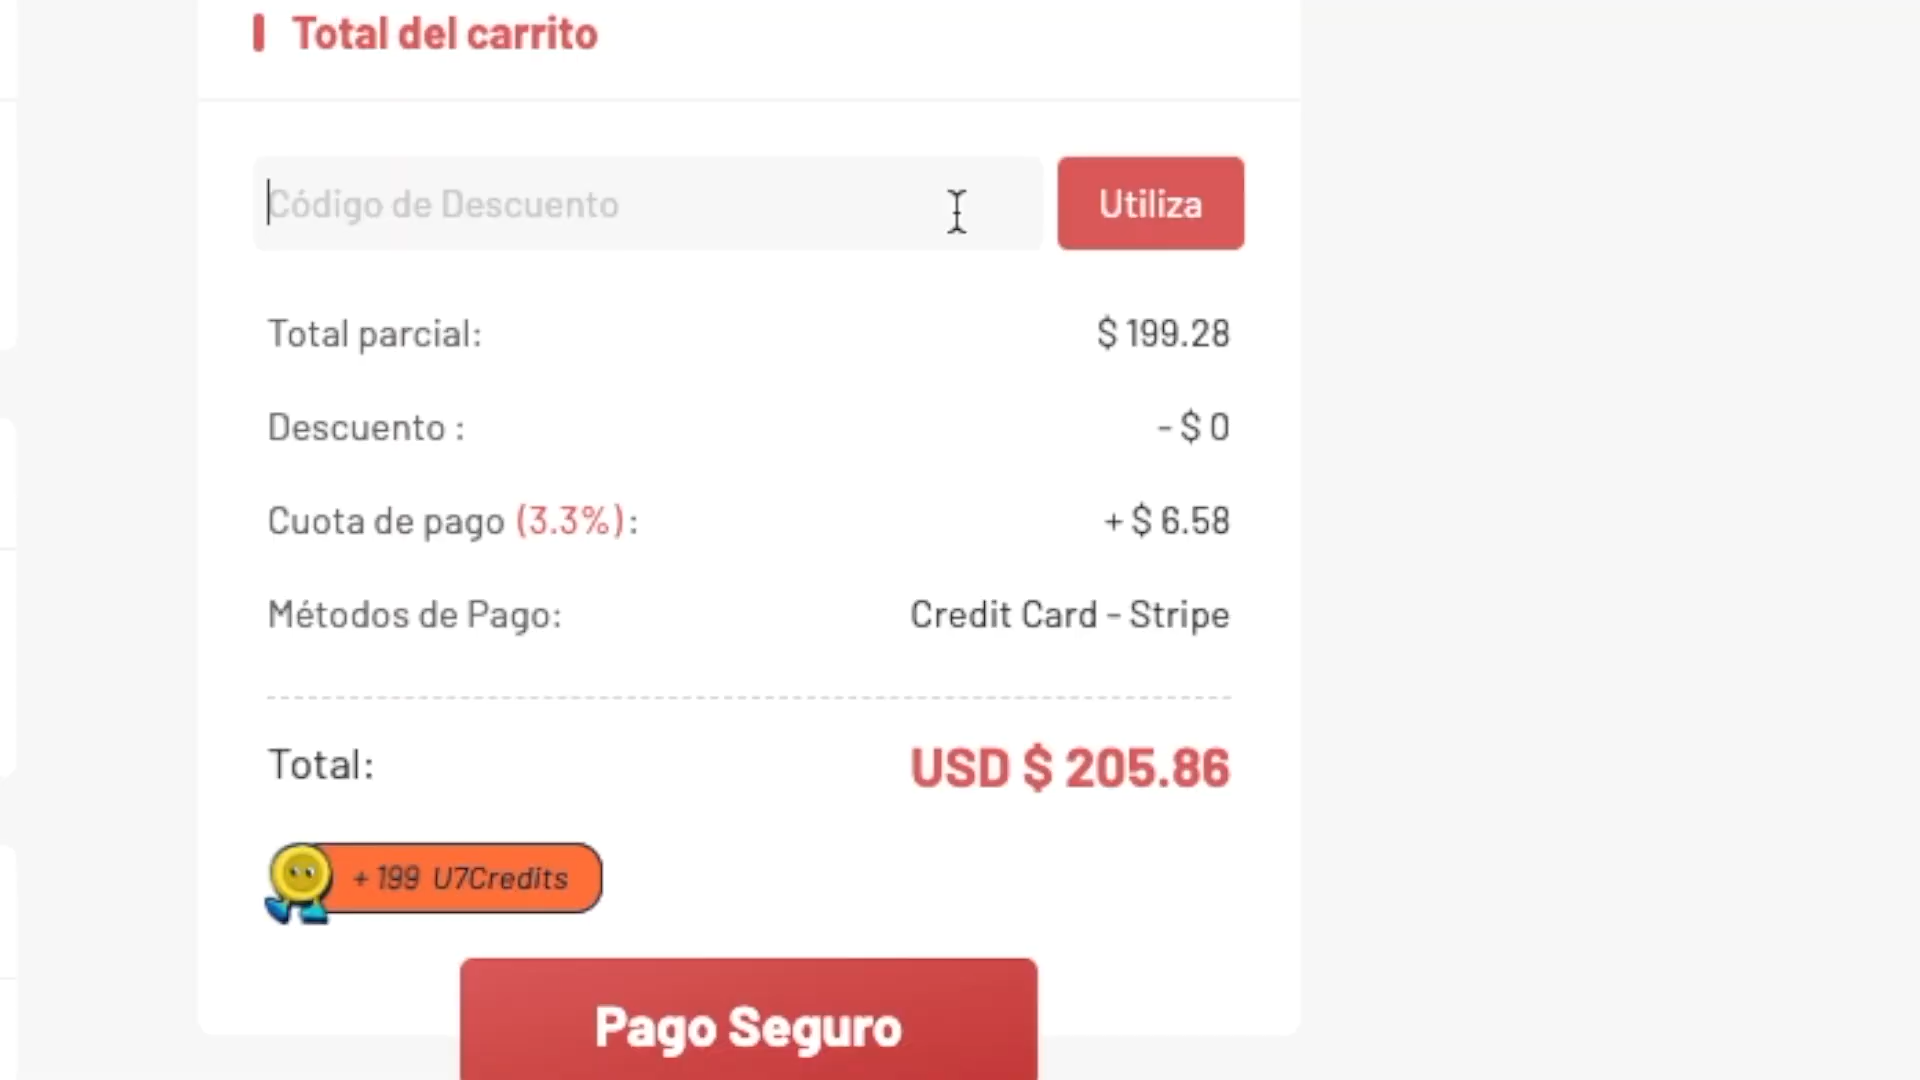 Total del carrito
Código de Descuento
Utiliza
Total parcial: $ 199.28
Descuento : - $ 0
Cuota de pago (3.3%) : + $ 6.58
Métodos de Pago: Credit Card - Stripe
Total: USD $ 205.86
+ 199 U7Credits
Pago Seguro